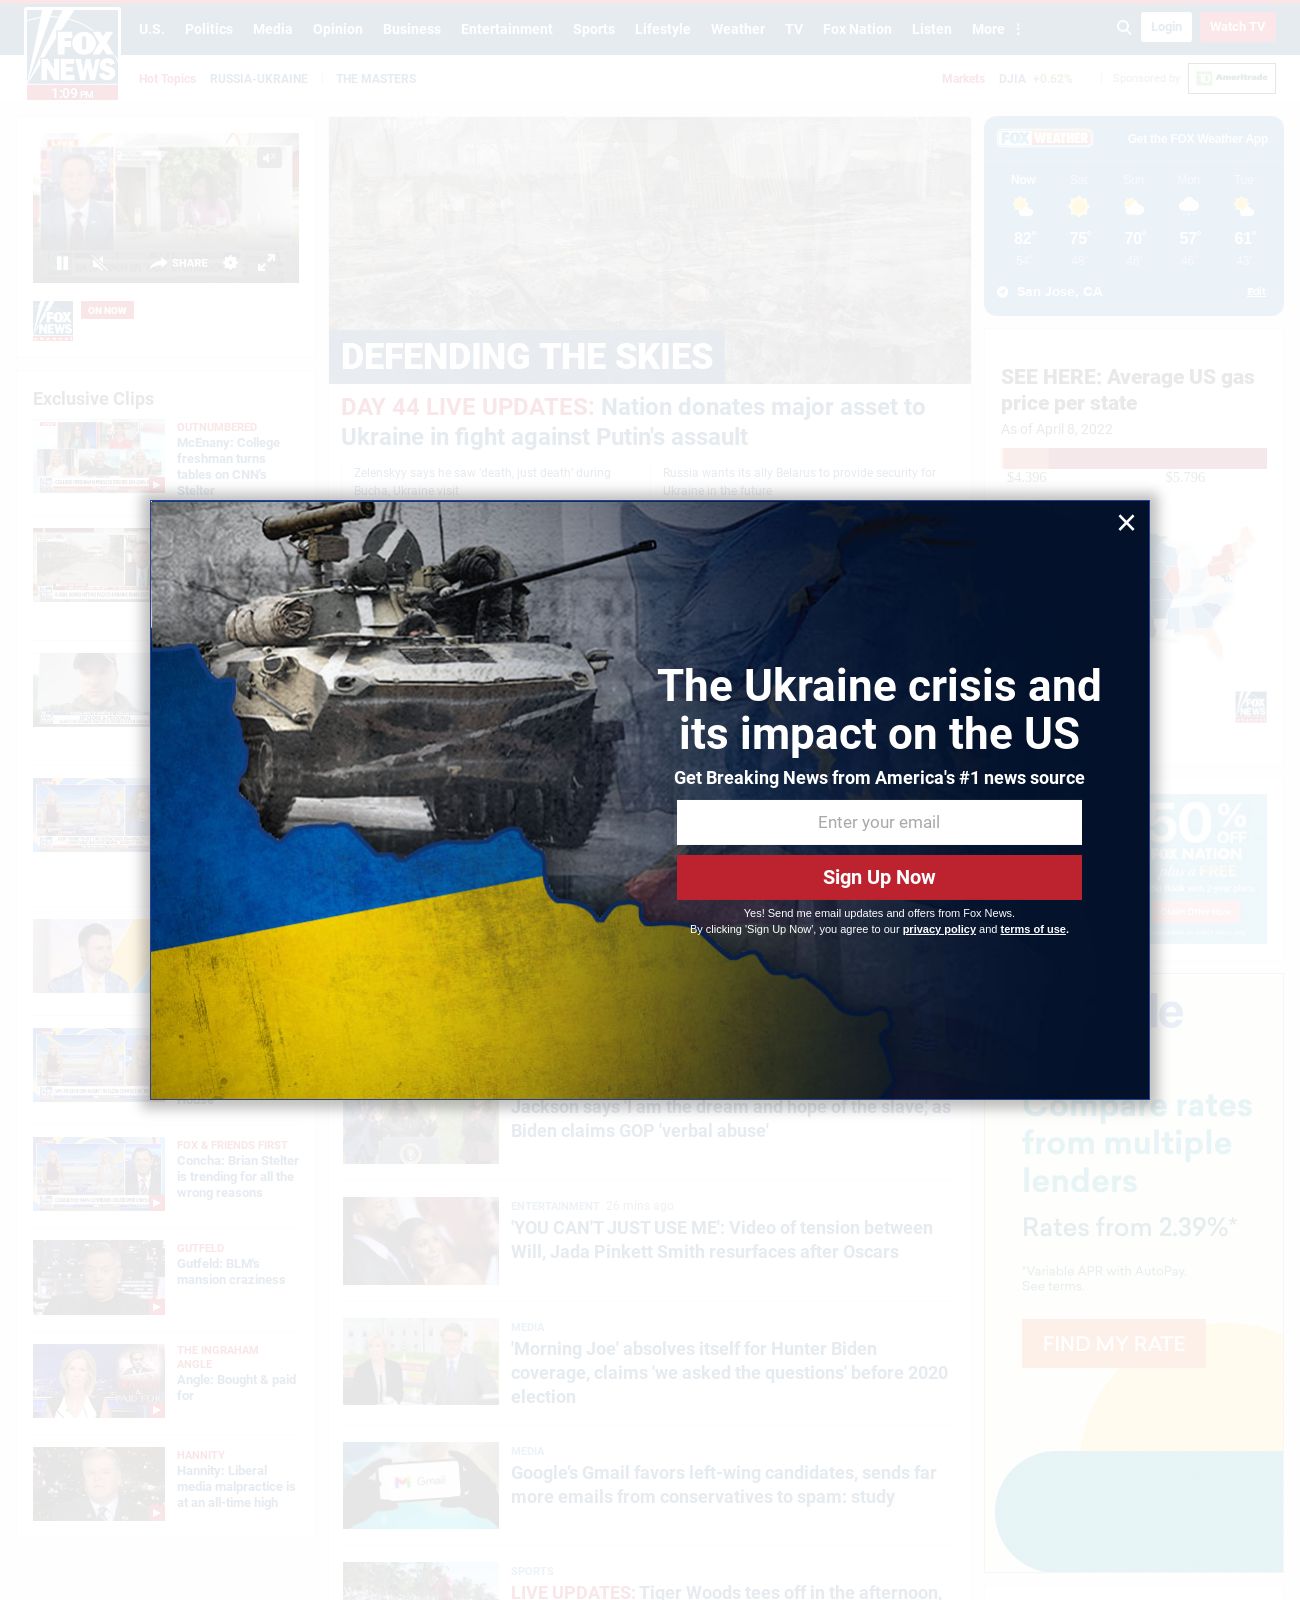 U.S. Politics Media Opinion Business Entertainment Sports Lifestyle Weather TV Fox Nation Listen More
Login
Watch TV
FOX
NEWS
1:09 PM
Hot Topics RUSSIA-UKRAINE THE MASTERS
Markets DJIA +0.62%
Sponsored by
Ameritrade
LIVE
SHARE
FOX
NEWS
ON NOW
Exclusive Clips
OUTNUMBERED
McEnany: College
freshman turns
tables on CNN's
Stelter
FOX & FRIENDS FIRST
Concha: Brian Stelter
is trending for all the
wrong reasons
GUTFELD
Gutfeld: BLM's
mansion craziness
THE INGRAHAM
ANGLE
Angle: Bought & paid
for
HANNITY
Hannity: Liberal
media malpractice is
at an all-time high
DEFENDING THE SKIES
DAY 44 LIVE UPDATES: Nation donates major asset to
Ukraine in fight against Putin's assault
Zelenskyy says he saw 'death, just death' during
Bucha, Ukraine visit
Russia wants its ally Belarus to provide security for
Ukraine in the future
The Ukraine crisis and
its impact on the US
Get Breaking News from America's #1 news source
Enter your email
Sign Up Now
Yes! Send me email updates and offers from Fox News.
By clicking 'Sign Up Now', you agree to our privacy policy and terms of use.
Jackson says 'I am the dream and hope of the slave,' as
Biden claims GOP 'verbal abuse'
ENTERTAINMENT 26 mins ago
'YOU CAN'T JUST USE ME': Video of tension between
Will, Jada Pinkett Smith resurfaces after Oscars
MEDIA
'Morning Joe' absolves itself for Hunter Biden
coverage, claims 'we asked the questions' before 2020
election
MEDIA
Google's Gmail favors left-wing candidates, sends far
more emails from conservatives to spam: study
Gmail
SPORTS
LIVE UPDATES: Tiger Woods tees off in the afternoon,
FOX WEATHER
Get the FOX Weather App
Now Sat Sun Mon Tue
82° 75° 70° 57° 61°
54° 49° 48° 46° 43°
San Jose, CA
Edit
SEE HERE: Average US gas
price per state
As of April 8, 2022
$4.396 $5.796
FOX
NEWS
50% OFF
FOX NATION
plus a FREE
Compare rates
from multiple
lenders
Rates from 2.39%*
*Variable APR with AutoPay.
See terms.
FIND MY RATE